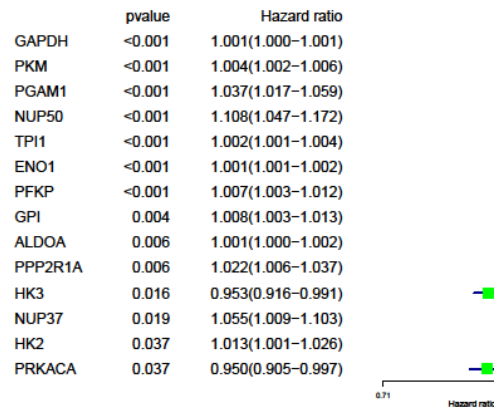 pvalue Hazard ratio
GAPDH <0.001 1.001(1.000−1.001)
PKM <0.001 1.004(1.002−1.006)
PGAM1 <0.001 1.037(1.017−1.059)
NUP50 <0.001 1.108(1.047−1.172)
TPI1 <0.001 1.002(1.001−1.004)
ENO1 <0.001 1.001(1.001−1.002)
PFKP <0.001 1.007(1.003−1.012)
GPI 0.004 1.008(1.003−1.013)
ALDOA 0.006 1.001(1.000−1.002)
PPP2R1A 0.006 1.022(1.006−1.037)
HK3 0.016 0.953(0.916−0.991)
NUP37 0.019 1.055(1.009−1.103)
HK2 0.037 1.013(1.001−1.026)
PRKACA 0.037 0.950(0.905−0.997)
0.71
Hazard ratio